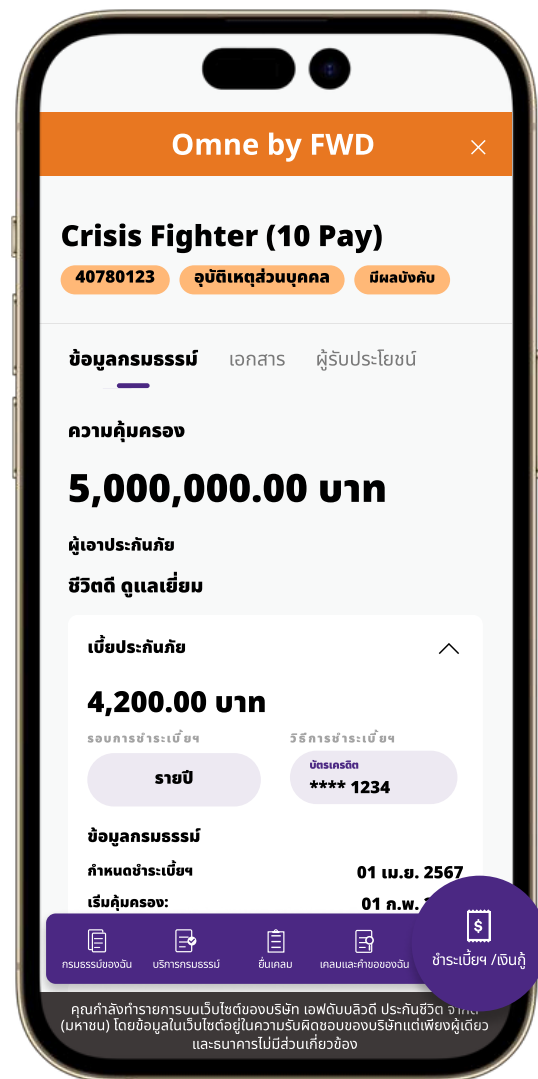 Omne by FWD
Crisis Fighter (10 Pay)
40780123 อุบัติเหตุส่วนบุคคล มีผลบังคับ
ข้อมูลกรมธรรม์ เอกสาร ผู้รับประโยชน์
ความคุ้มครอง
5,000,000.00 บาท
ผู้เอาประกันภัย
ชีวิตดี ดูแลเยี่ยม
เบี้ยประกันภัย
4,200.00 บาท
รอบการชำระเบี้ยฯ วิธีการชำระเบี้ยฯ
รายปี
บัตรเครดิต
**** 1234
ข้อมูลกรมธรรม์
กำหนดชำระเบี้ยฯ 01 เม.ย. 2567
เริ่มคุ้มครอง: 01 ก.พ.
กรมธรรม์ของฉัน บริการกรมธรรม์ ยื่นเคลม เคลมและคำขอของฉัน ชำระเบี้ยฯ /เงินกู้
คุณกำลังทำรายการบนเว็บไซต์ของบริษัท เอฟดับบลิวดี ประกันชีวิต จำกัด
(มหาชน) โดยข้อมูลในเว็บไซต์อยู่ในความรับผิดชอบของบริษัทแต่เพียงผู้เดียว
และธนาคารไม่มีส่วนเกี่ยวข้อง